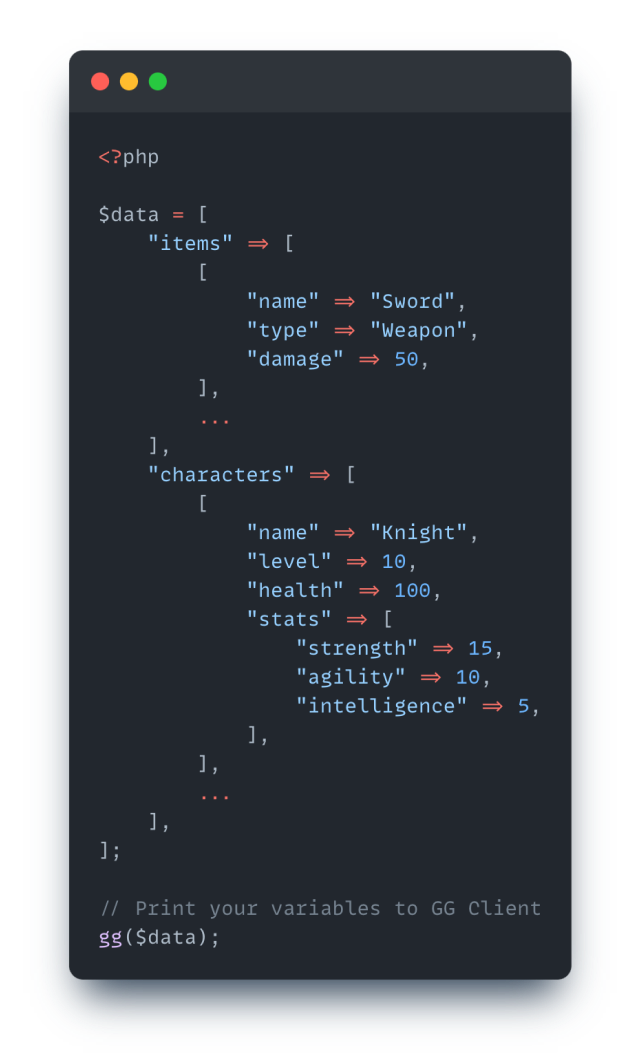 <?php
$data = [
    "items" => [
        [
            "name" => "Sword",
            "type" => "Weapon",
            "damage" => 50,
        ],
        ...
    ],
    "characters" => [
        [
            "name" => "Knight",
            "level" => 10,
            "health" => 100,
            "stats" => [
                "strength" => 15,
                "agility" => 10,
                "intelligence" => 5,
            ],
        ],
        ...
    ],
];
// Print your variables to GG Client
gg($data);